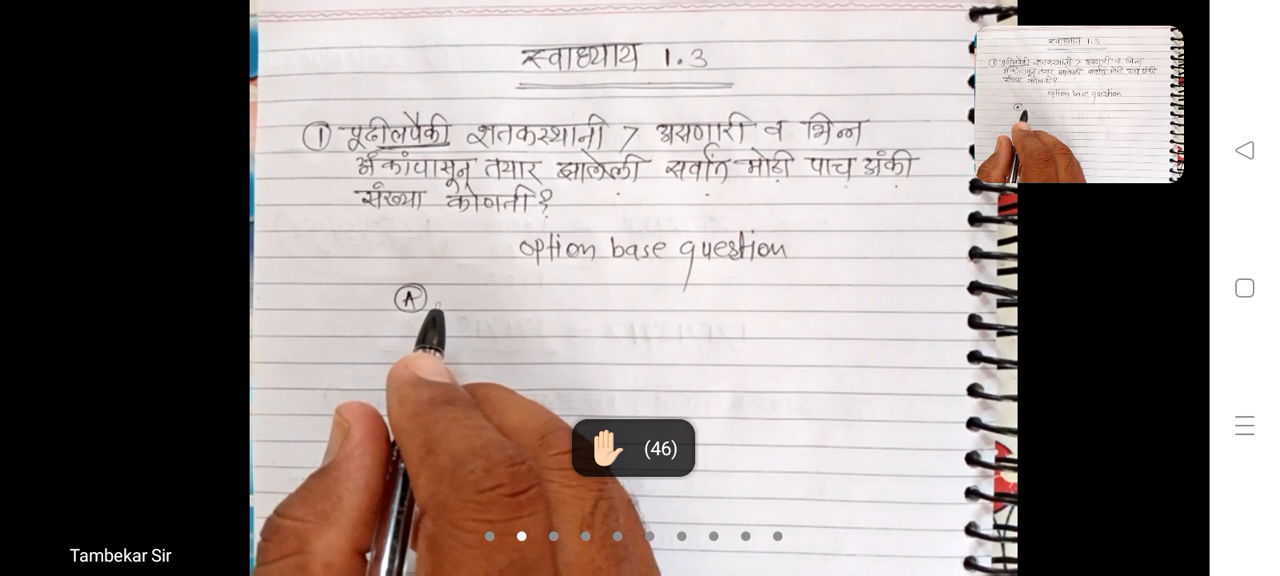 स्वाध्याय 1.3
① पूढीलपैकी शतकस्थानी 7 असणारी व भिन्न
अंकांपासून तयार झालेली सर्वात मोठी पाच अंकी
संख्या कोणती?
option base question
Ⓐ
(46)
Tambekar Sir